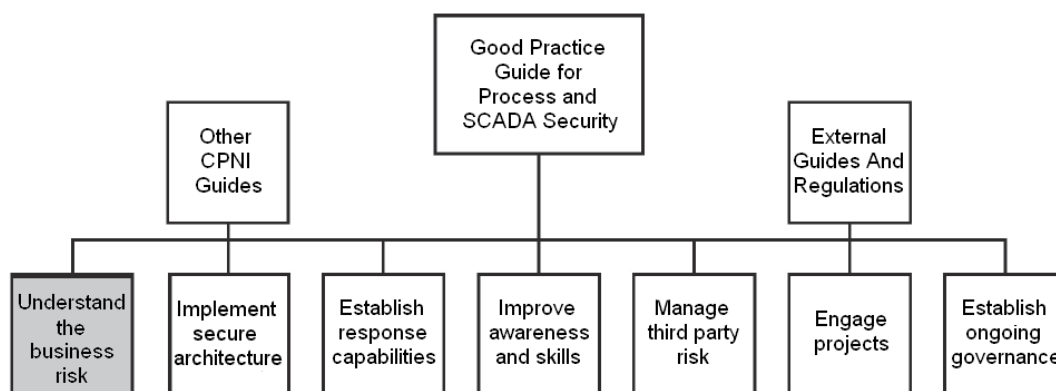 Good Practice
Guide for
Process and
SCADA Security
Other
CPNI
Guides
External
Guides And
Regulations
Understand
the
business
risk
Implement
secure
architecture
Establish
response
capabilities
Improve
awareness
and skills
Manage
third party
risk
Engage
projects
Establish
ongoing
governance